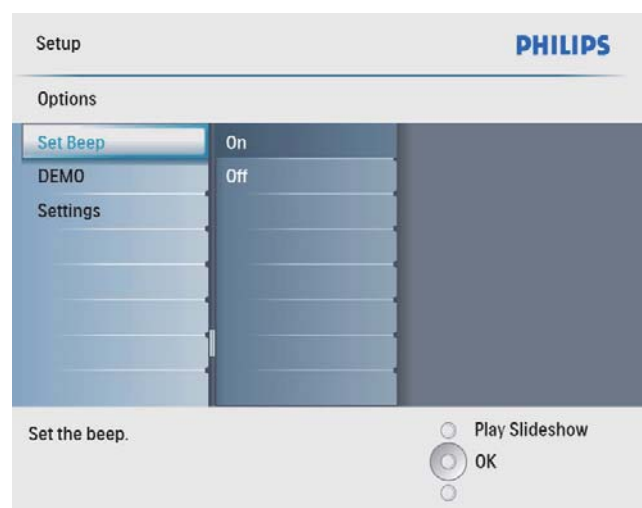 Setup
PHILIPS
Options
Set Beep
On
DEMO
Off
Settings
Set the beep.
Play Slideshow
OK